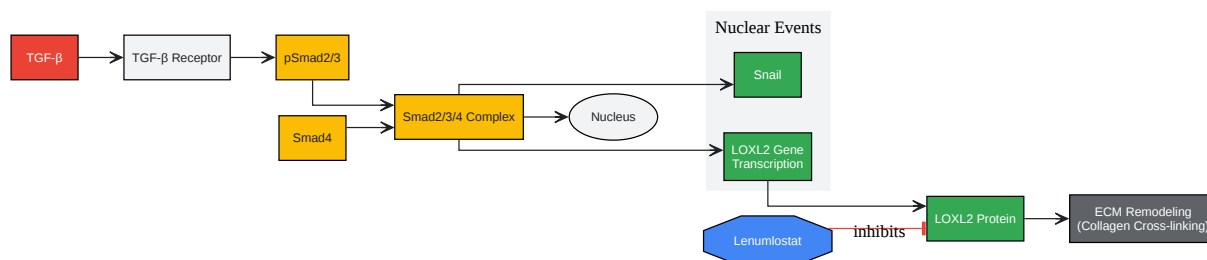 TGF-β
TGF-β Receptor
pSmad2/3
Smad4
Smad2/3/4 Complex
Nucleus
Nuclear Events
Snail
LOXL2 Gene
Transcription
Lenumlostat
inhibits
LOXL2 Protein
ECM Remodeling
(Collagen Cross-linking)